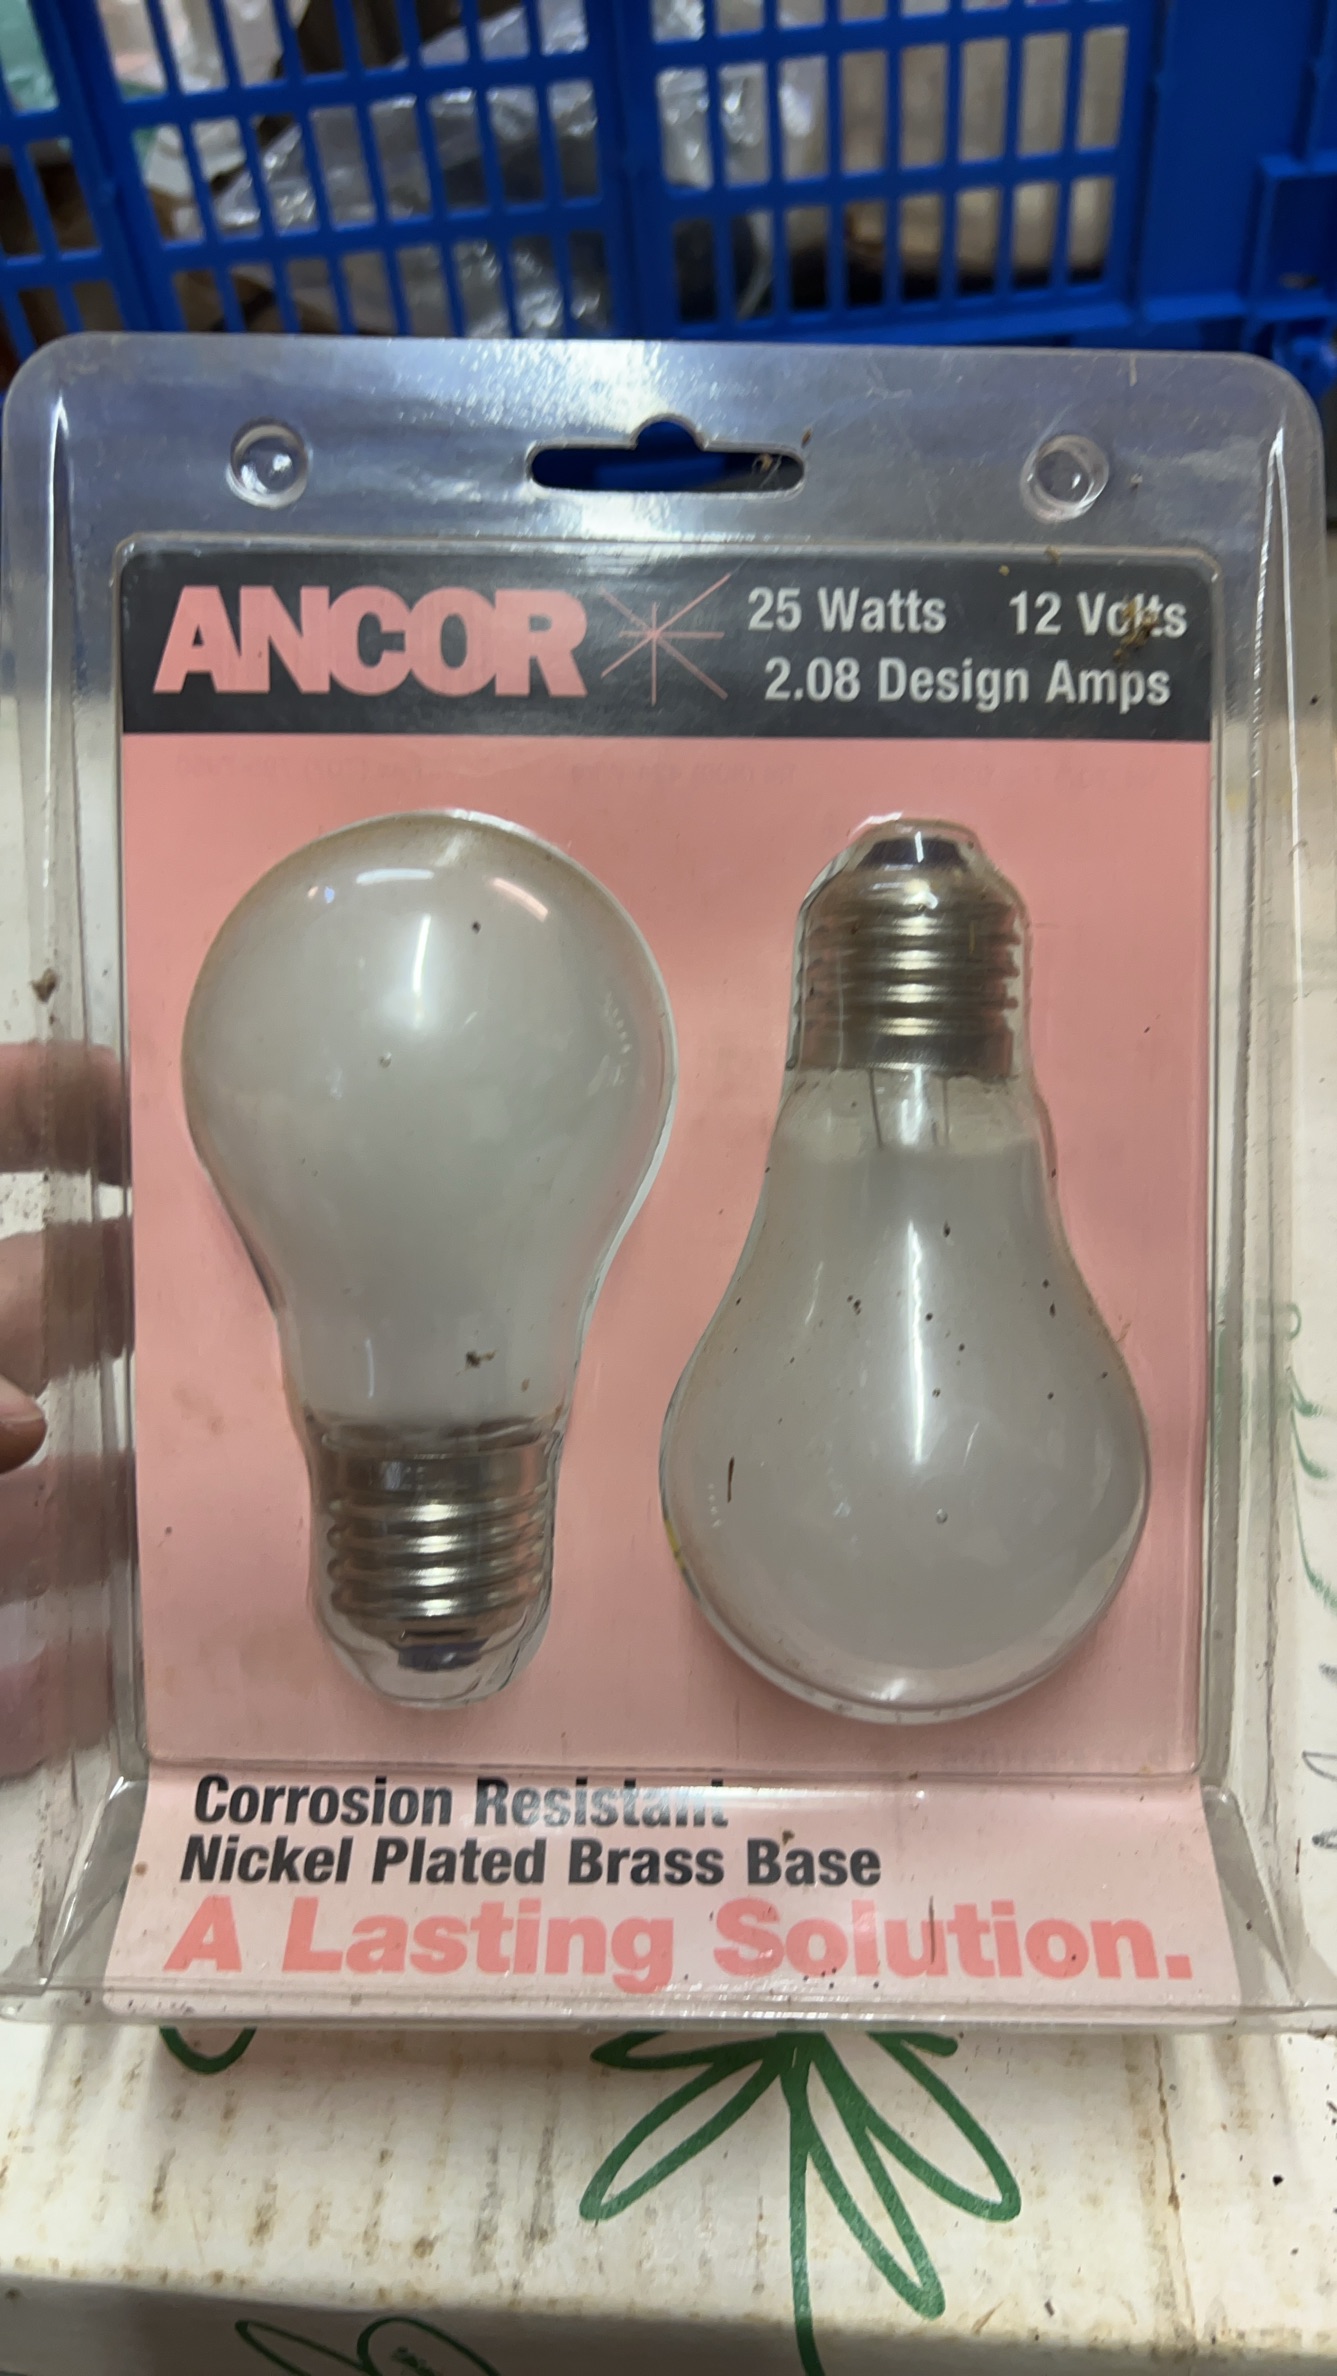 ANCOR
25 Watts 12 Volts
2.08 Design Amps
Corrosion Resistant
Nickel Plated Brass Base
A Lasting Solution.